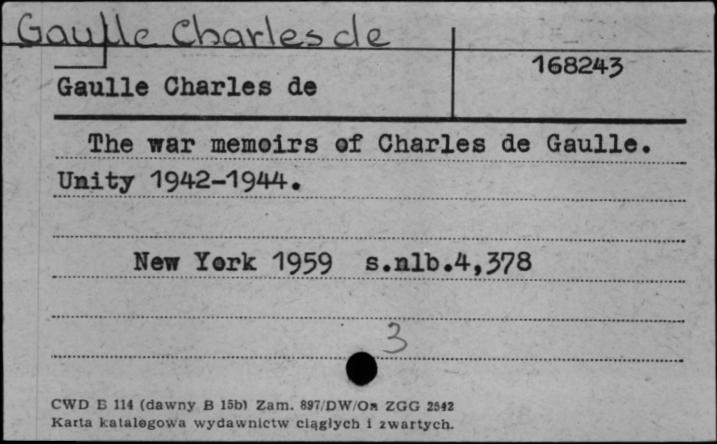 Gaulle Charles de
168243
Gaulle Charles de
The war memoirs of Charles de Gaulle.
Unity 1942-1944.
New York 1959 s.nlb.4,378
3
CWD E 114 (dawny B 15b) Zam. 897/DW/On ZGG 2542
Karta katalogowa wydawnictw ciągłych i zwartych.